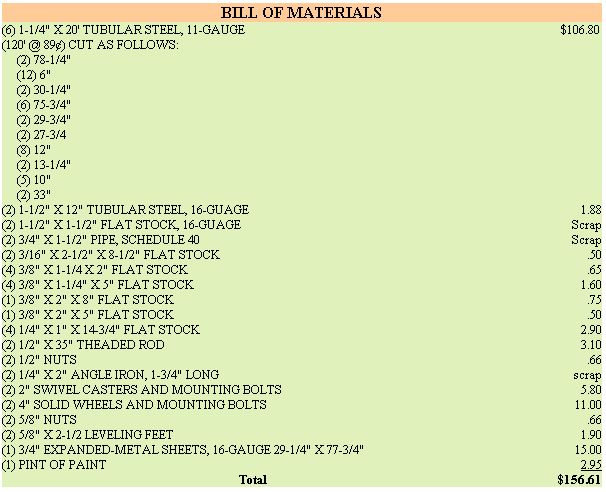 BILL OF MATERIALS
(6) 1-1/4" X 20' TUBULAR STEEL, 11-GAUGE $106.80
(120' @ 89¢) CUT AS FOLLOWS:
(2) 78-1/4"
(12) 6"
(2) 30-1/4"
(6) 75-3/4"
(2) 29-3/4"
(2) 27-3/4
(8) 12"
(2) 13-1/4"
(5) 10"
(2) 33"
(2) 1-1/2" X 12" TUBULAR STEEL, 16-GUAGE 1.88
(2) 1-1/2" X 1-1/2" FLAT STOCK, 16-GUAGE Scrap
(2) 3/4" X 1-1/2" PIPE, SCHEDULE 40 Scrap
(2) 3/16" X 2-1/2" X 8-1/2" FLAT STOCK .50
(4) 3/8" X 1-1/4 X 2" FLAT STOCK .65
(4) 3/8" X 1-1/4" X 5" FLAT STOCK 1.60
(1) 3/8" X 2" X 8" FLAT STOCK .75
(1) 3/8" X 2" X 5" FLAT STOCK .50
(4) 1/4" X 1" X 14-3/4" FLAT STOCK 2.90
(2) 1/2" X 35" THEADED ROD 3.10
(2) 1/2" NUTS .66
(2) 1/4" X 2" ANGLE IRON, 1-3/4" LONG scrap
(2) 2" SWIVEL CASTERS AND MOUNTING BOLTS 5.80
(2) 4" SOLID WHEELS AND MOUNTING BOLTS 11.00
(2) 5/8" NUTS .66
(2) 5/8" X 2-1/2 LEVELING FEET 1.90
(1) 3/4" EXPANDED-METAL SHEETS, 16-GAUGE 29-1/4" X 77-3/4" 15.00
(1) PINT OF PAINT 2.95
Total $156.61